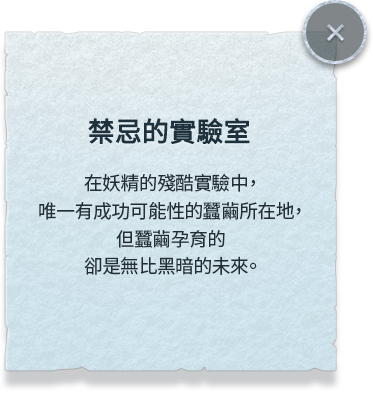 禁忌的實驗室
在妖精的殘酷實驗中，
唯一有成功可能性的蠶繭所在地，
但蠶繭孕育的
卻是無比黑暗的未來。